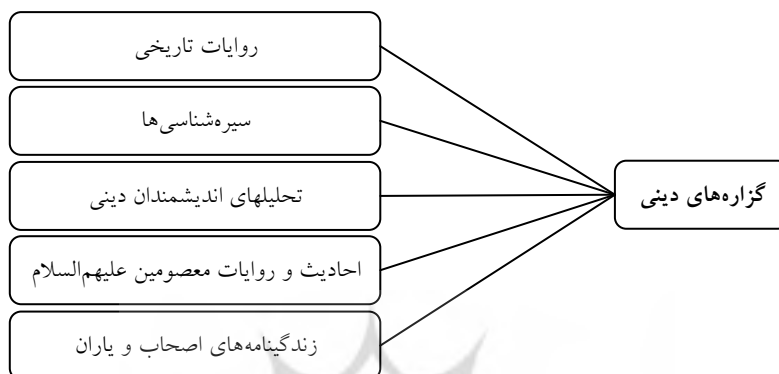 گزاره‌های دینی
روایات تاریخی
سیره‌شناسی‌ها
تحلیلهای اندیشمندان دینی
احادیث و روایات معصومین علیهم‌السلام
زندگینامه‌های اصحاب و یاران